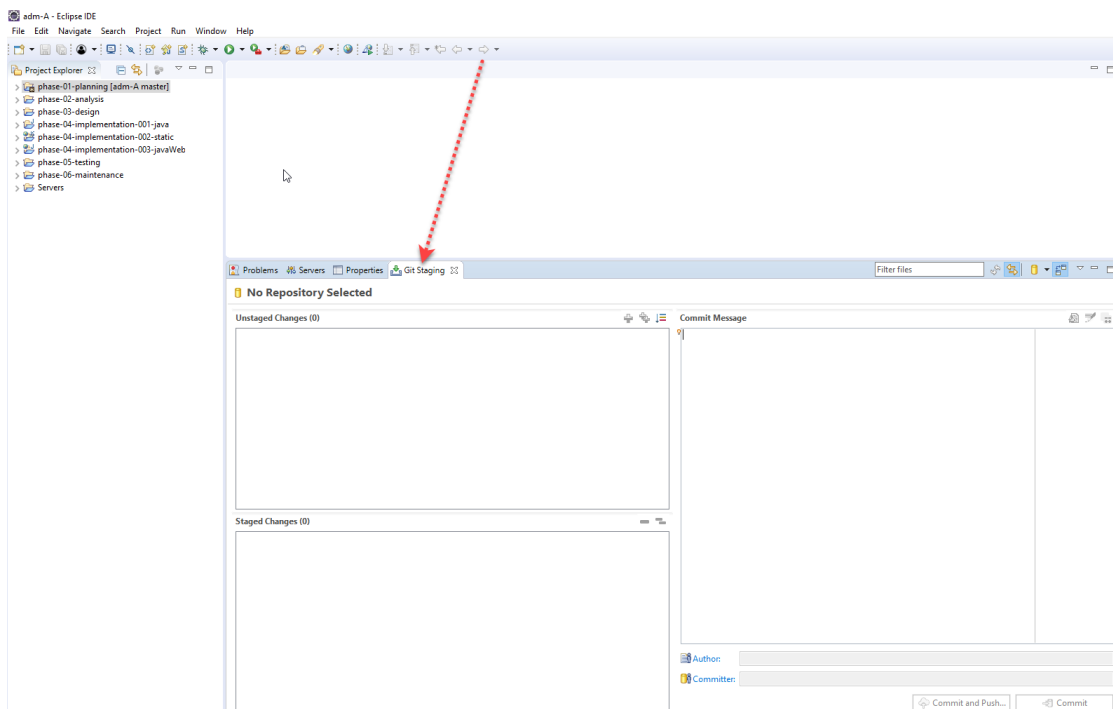 adm-A - Eclipse IDE
File Edit Navigate Search Project Run Window Help
Project Explorer
phase-01-planning [adm-A master]
phase-02-analysis
phase-03-design
phase-04-implementation-001-java
phase-04-implementation-002-static
phase-04-implementation-003-javaWeb
phase-05-testing
phase-06-maintenance
Servers
Problems Servers Properties Git Staging
Filter files
No Repository Selected
Unstaged Changes (0)
Commit Message
Staged Changes (0)
Author:
Committer:
Commit and Push... Commit